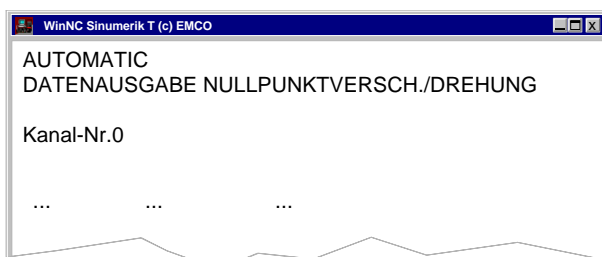 WinNC Sinumerik T (c) EMCO
AUTOMATIC
DATENAUSGABE NULLPUNKTVERSCH./DREHUNG
Kanal-Nr.0
... ... ...